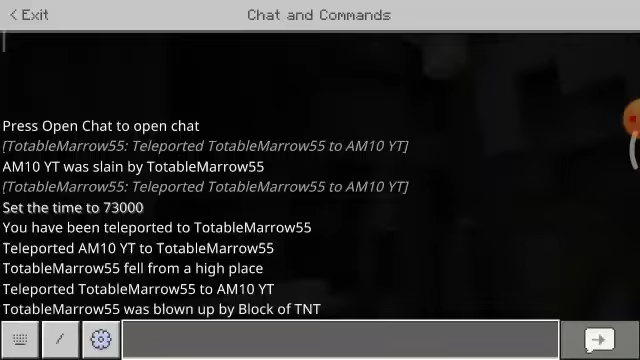 Exit
Chat and Commands
Press Open Chat to open chat
[TotableMarrow55: Teleported TotableMarrow55 to AM10 YT]
AM10 YT was slain by TotableMarrow55
[TotableMarrow55: Teleported TotableMarrow55 to AM10 YT]
Set the time to 73000
You have been teleported to TotableMarrow55
Teleported AM10 YT to TotableMarrow55
TotableMarrow55 fell from a high place
Teleported TotableMarrow55 to AM10 YT
TotableMarrow55 was blown up by Block of TNT
/